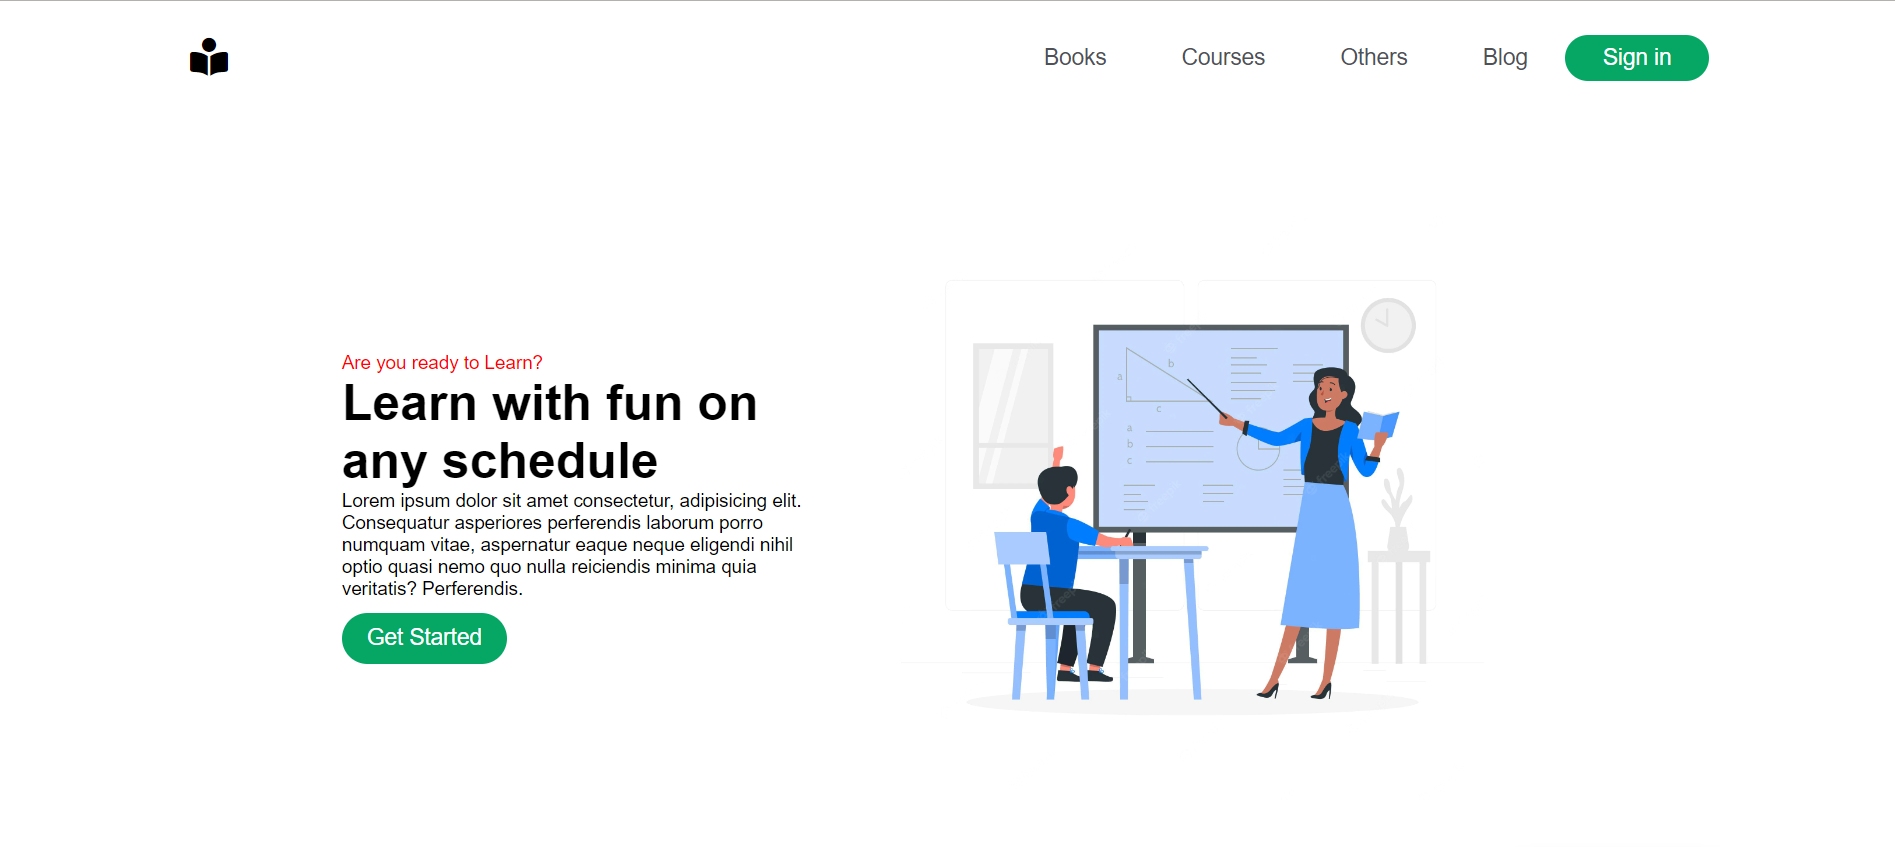 Books Courses Others Blog Sign in
Are you ready to Learn?
Learn with fun on
any schedule
Lorem ipsum dolor sit amet consectetur, adipisicing elit.
Consequatur asperiores perferendis laborum porro
numquam vitae, aspernatur eaque neque eligendi nihil
optio quasi nemo quo nulla reiciendis minima quia
veritatis? Perferendis.
Get Started
b
a
c
a
b
c